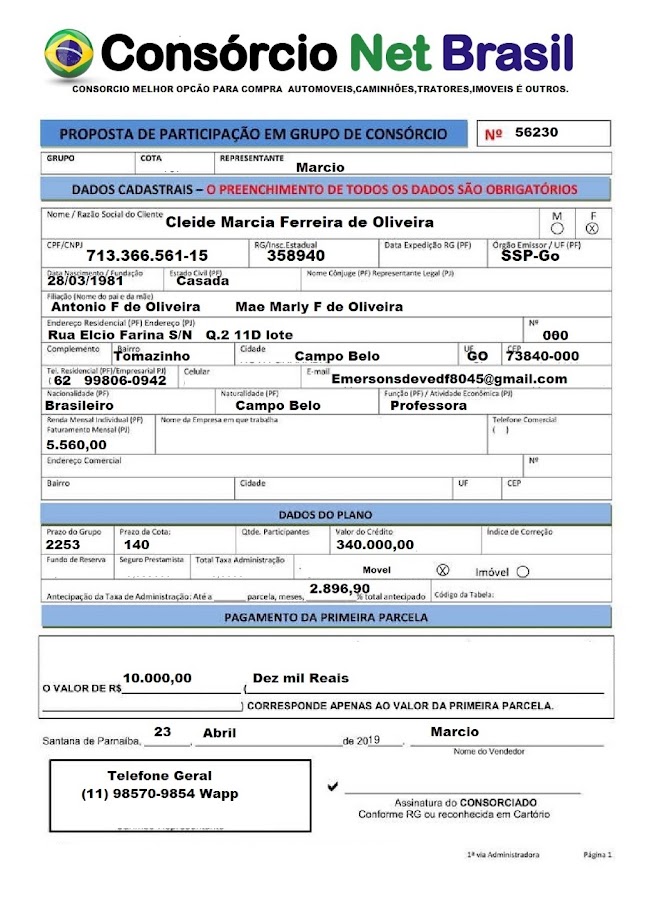 Consórcio Net Brasil
CONSORCIO MELHOR OPCÃO PARA COMPRA AUTOMOVEIS,CAMINHÕES,TRATORES,IMOVEIS É OUTROS.
PROPOSTA DE PARTICIPAÇÃO EM GRUPO DE CONSÓRCIO Nº 56230
GRUPO COTA REPRESENTANTE Marcio
DADOS CADASTRAIS – O PREENCHIMENTO DE TODOS OS DADOS SÃO OBRIGATÓRIOS
Nome / Razão Social do Cliente Cleide Marcia Ferreira de Oliveira M F X
CPF/CNPJ RG/Insc.Estadual Data Expedição RG (PF) Órgão Emissor / UF (PF)
713.366.561-15 358940 SSP-Go
Data Nascimento / Fundação Estado Civil (PF) Nome Cônjuge (PF) Representante Legal (PJ)
28/03/1981 Casada
Filiação (Nome do pai e da mãe)
Antonio F de Oliveira Mae Marly F de Oliveira
Endereço Residencial (PF) Endereço (PJ) Nº
Rua Elcio Farina S/N Q.2 11D lote 000
Complemento Bairro Cidade UF CEP
Tomazinho Campo Belo GO 73840-000
Tel. Residencial (PF)/Empresarial PJ Celular E-mail
(62 99806-0942 Emersonsdevedf8045@gmail.com
Nacionalidade (PF) Naturalidade (PF) Função (PF) / Atividade Econômica (PJ)
Brasileiro Campo Belo Professora
Renda Mensal Individual (PF) Nome da Empresa em que trabalha Telefone Comercial
Faturamento Mensal (PJ) ( )
5.560,00
Endereço Comercial Nº
Bairro Cidade UF CEP
DADOS DO PLANO
Prazo do Grupo Prazo da Cota: Qtde. Participantes Valor do Crédito Índice de Correção
2253 140 340.000,00
Fundo de Reserva Seguro Prestamista Total Taxa Administração
Movel X Imóvel
2.896,90
Antecipação da Taxa de Administração: Até a ______ parcela, meses, ______% total antecipado Código da Tabela:
PAGAMENTO DA PRIMEIRA PARCELA
10.000,00 Dez mil Reais
O VALOR DE R$______ (______
______) CORRESPONDE APENAS AO VALOR DA PRIMEIRA PARCELA.
Santana de Parnaíba, 23, Abril de 2019, Marcio
Nome do Vendedor
Telefone Geral
(11) 98570-9854 Wapp
Assinatura do CONSORCIADO
Conforme RG ou reconhecida em Cartório
1ª via Administradora Página 1